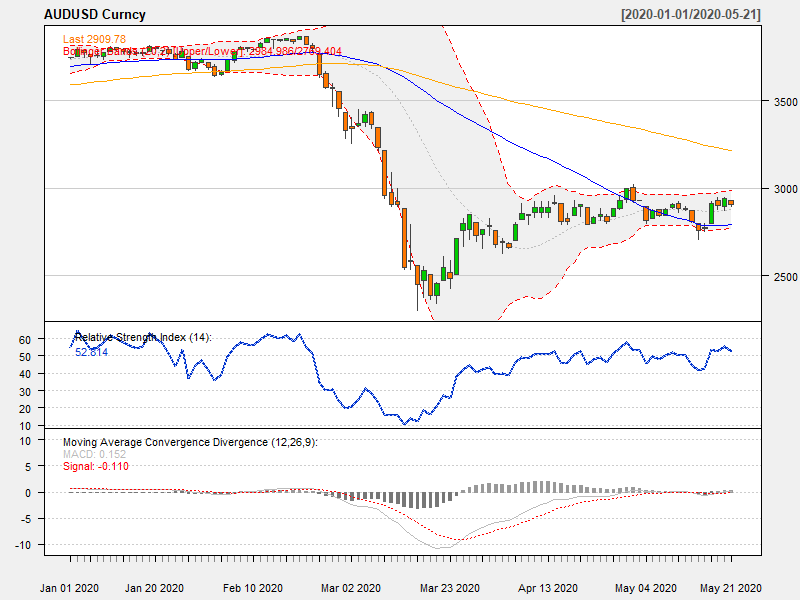 AUDUSD Curncy [2020-01-01/2020-05-21]
Last 2909.78
Bollinger Bands (20,2) [Upper/Lower]: 2984.986/2769.404
3500
3000
2500
Relative Strength Index (14):
52.814
60
50
40
30
20
10
Moving Average Convergence Divergence (12,26,9):
MACD: 0.152
Signal: -0.110
10
5
0
-5
-10
Jan 01 2020 Jan 20 2020 Feb 10 2020 Mar 02 2020 Mar 23 2020 Apr 13 2020 May 04 2020 May 21 2020